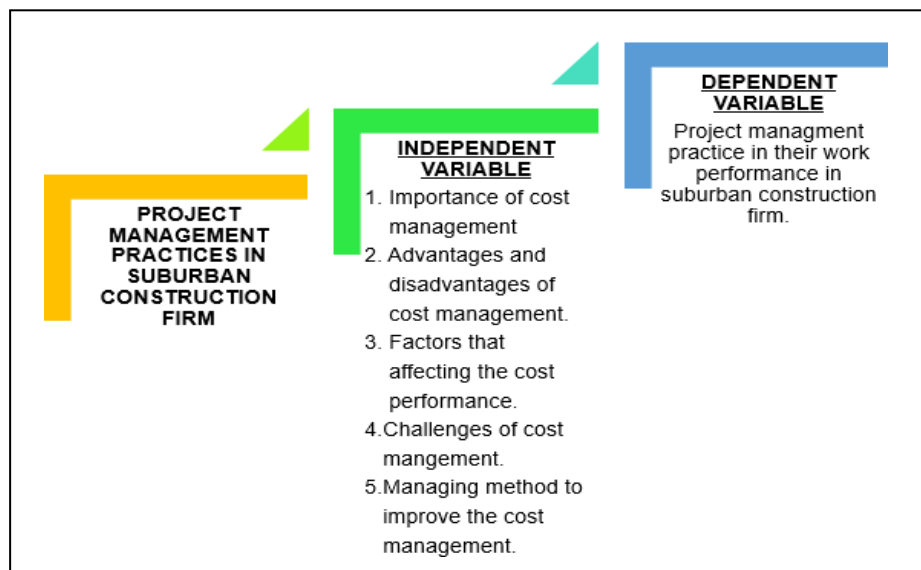 PROJECT
MANAGEMENT
PRACTICES IN
SUBURBAN
CONSTRUCTION
FIRM
INDEPENDENT
VARIABLE
1. Importance of cost
management
2. Advantages and
disadvantages of
cost management.
3. Factors that
affecting the cost
performance.
4.Challenges of cost
mangement.
5.Managing method to
improve the cost
management.
DEPENDENT
VARIABLE
Project managment
practice in their work
performance in
suburban construction
firm.